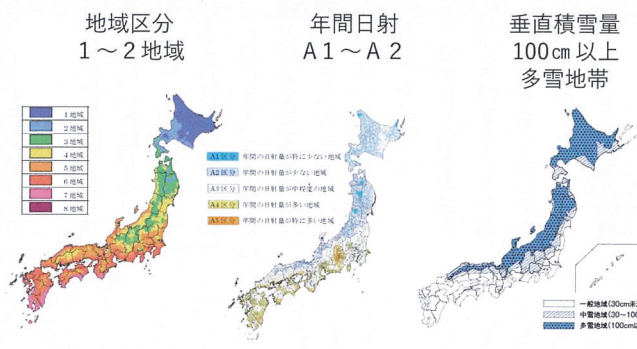 地域区分
1～2地域
年間日射
A1～A2
垂直積雪量
100cm以上
多雪地帯
1地域
2地域
3地域
4地域
5地域
6地域
7地域
8地域
A1区分 年間の日射量が特に少ない地域
A2区分 年間の日射量が少ない地域
A3区分 年間の日射量が中程度の地域
A4区分 年間の日射量が多い地域
A5区分 年間の日射量が特に多い地域
一般地域(30cm未
中雪地域(30～100
多雪地域(100cm以